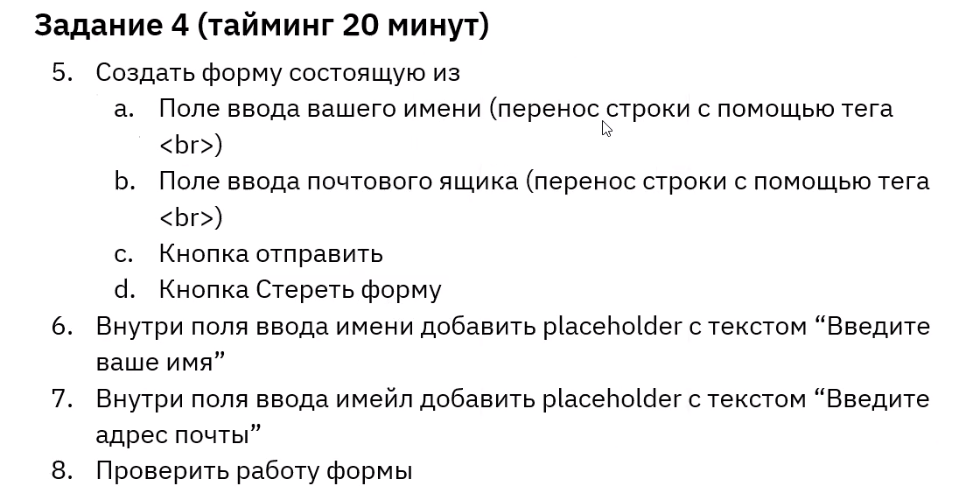 Задание 4 (тайминг 20 минут)
5. Создать форму состоящую из
a. Поле ввода вашего имени (перенос строки с помощью тега
<br>)
b. Поле ввода почтового ящика (перенос строки с помощью тега
<br>)
c. Кнопка отправить
d. Кнопка Стереть форму
6. Внутри поля ввода имени добавить placeholder с текстом “Введите
ваше имя”
7. Внутри поля ввода имейл добавить placeholder с текстом “Введите
адрес почты”
8. Проверить работу формы